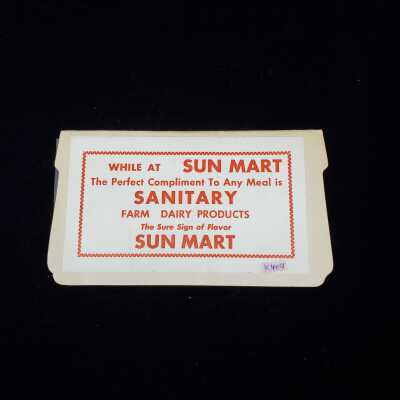 WHILE AT SUN MART
The Perfect Compliment To Any Meal is
SANITARY
FARM DAIRY PRODUCTS
The Sure Sign of Flavor
SUN MART